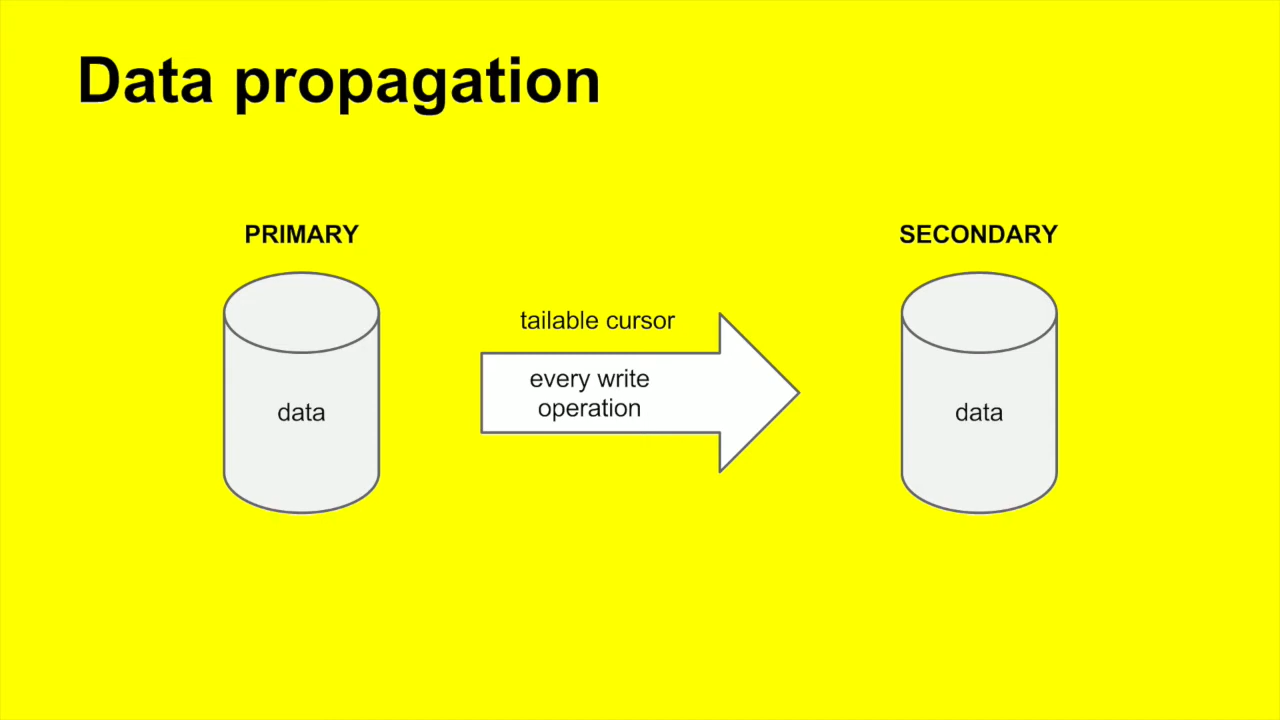 Data propagation
PRIMARY
SECONDARY
tailable cursor
every write
operation
data
data